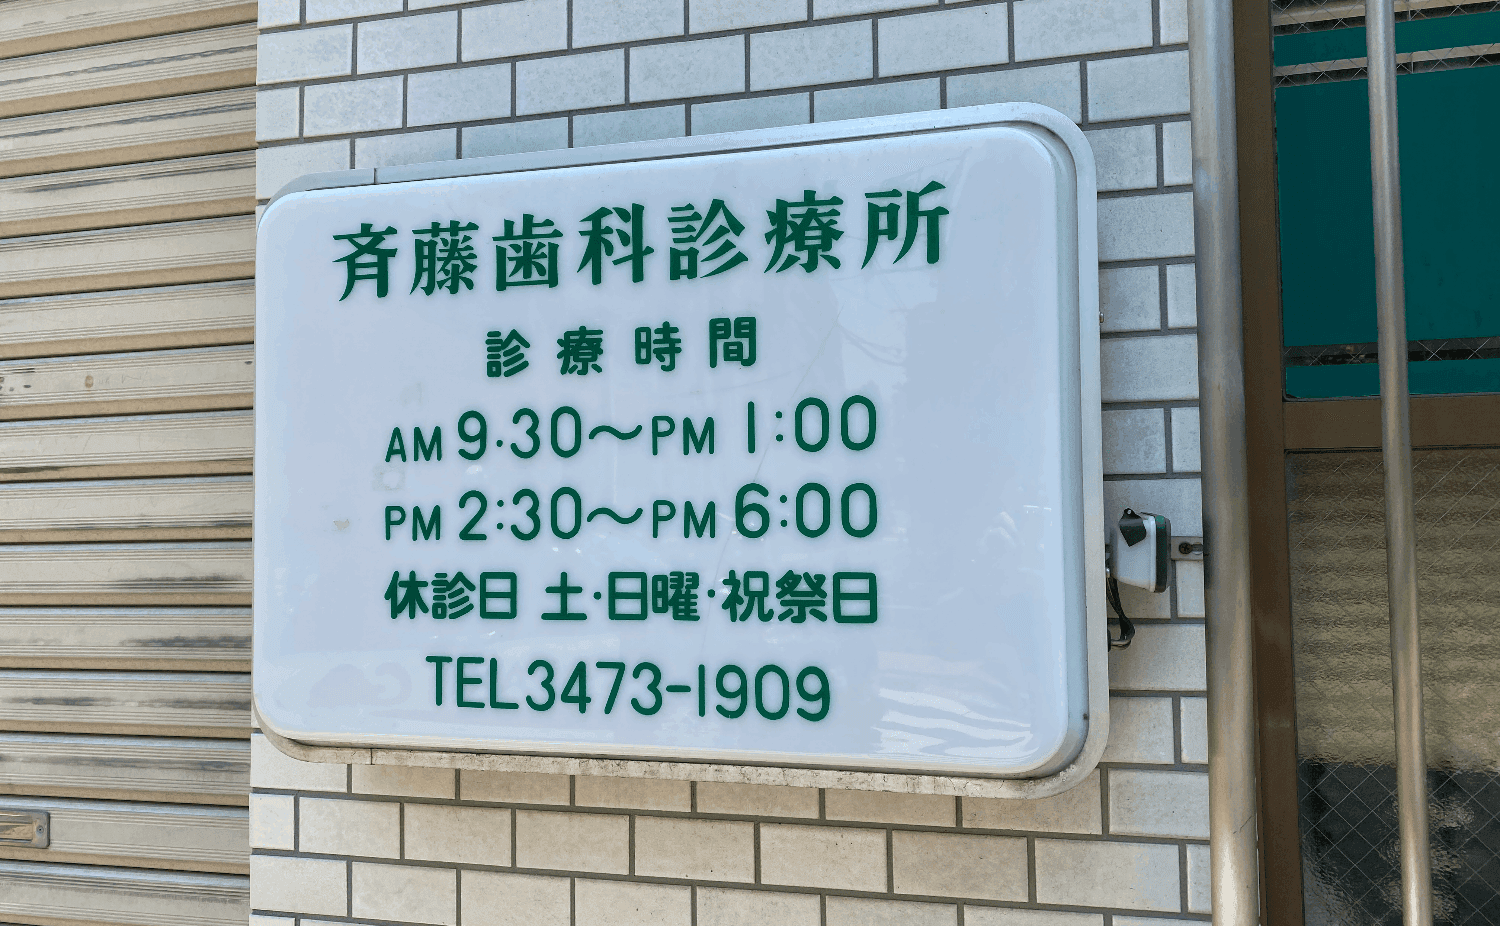 斉藤歯科診療所
診療時間
AM 9.30〜PM 1:00
PM 2:30〜PM 6:00
休診日 土·日曜·祝祭日
TEL3473-1909